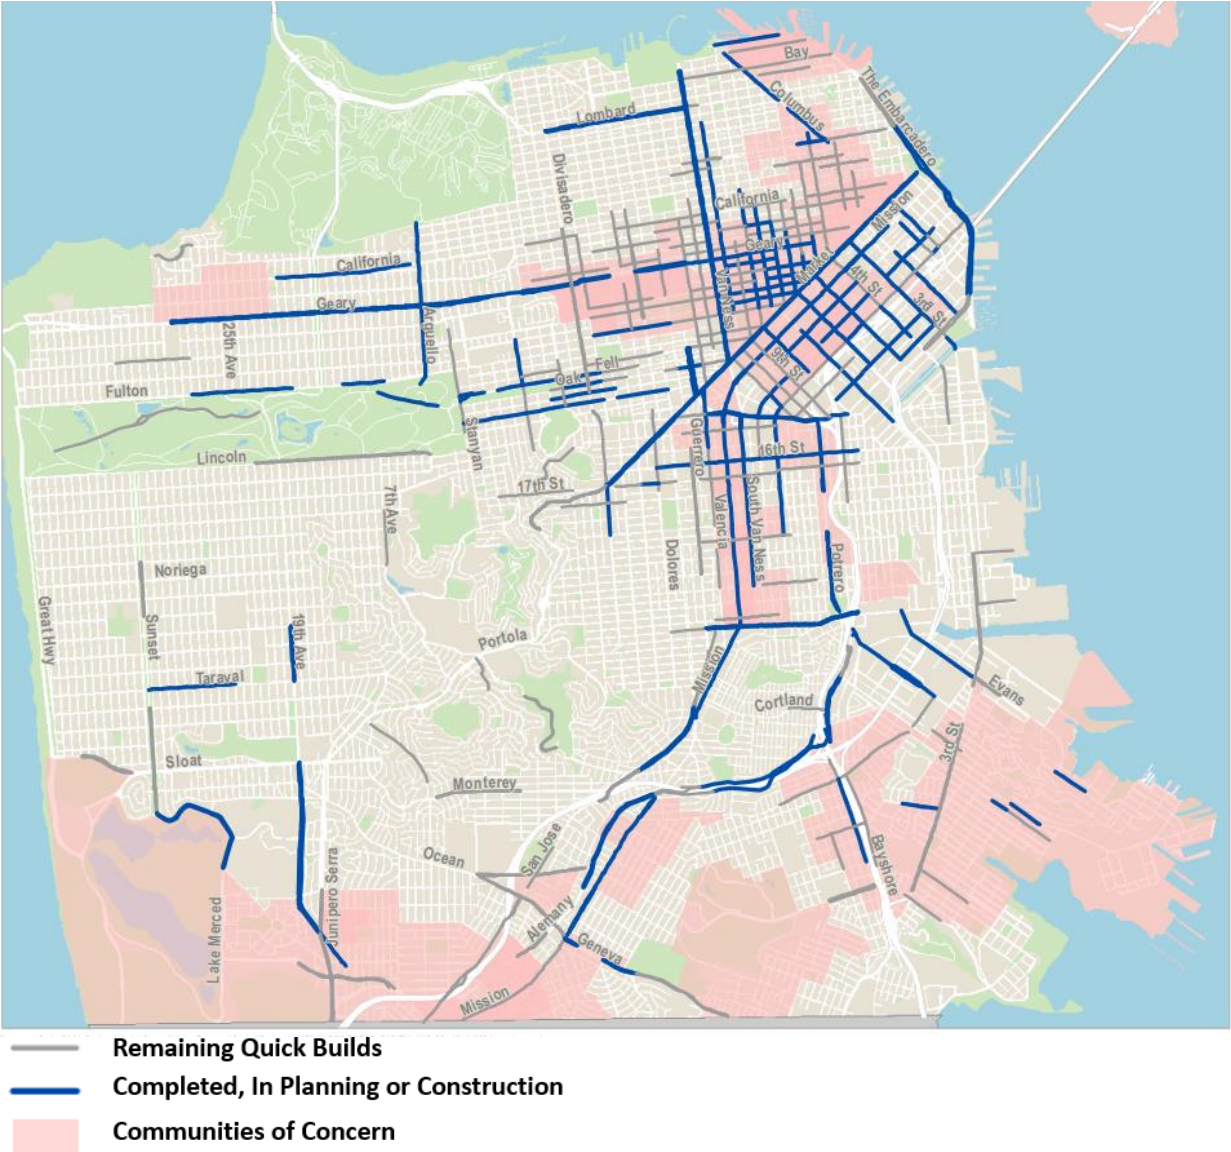 Bay
The Embarcadero
Columbus
Lombard
Divisadero
California
Mission
Geary
California
Market
4th St
Van Ness
3rd St
Geary
Arguello
25th Ave
9th St
Fell
Oak
Fulton
Stanyan
Guerrero
16th St
Lincoln
17th St
7th Ave
Valencia
South Van Ness
Dolores
Potrero
Noriega
Great Hwy
Sunset
19th Ave
Portola
Mission
Taraval
Evans
Cortland
3rd St
Sloat
Monterey
San Jose
Ocean
Bayshore
Junipero Serra
Lake Merced
Alemany
Geneva
Mission
Remaining Quick Builds
Completed, In Planning or Construction
Communities of Concern